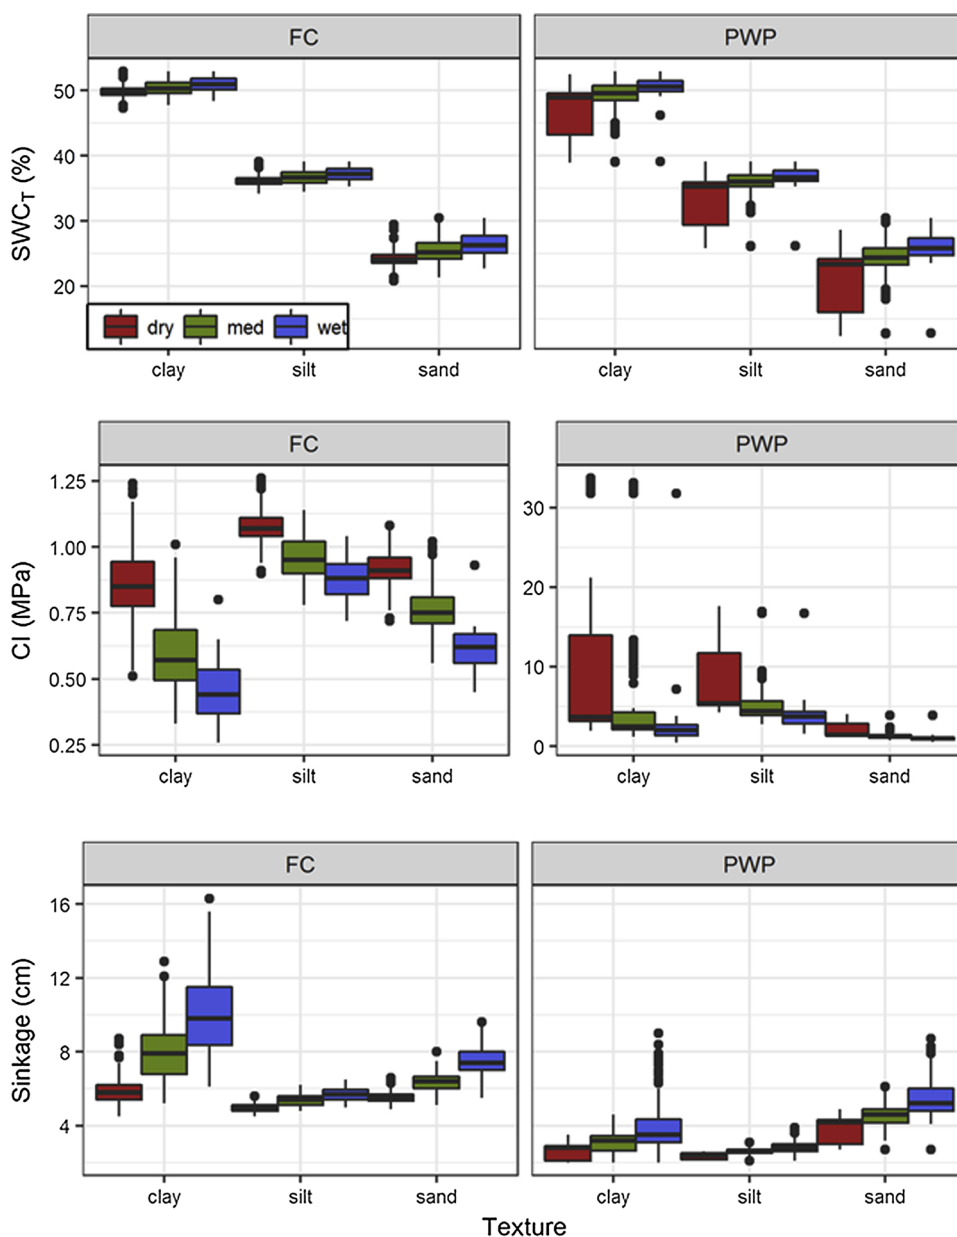 FC PWP
SWCT (%)
50
40
30
20
dry med wet
clay silt sand clay silt sand
FC PWP
CI (MPa)
1.25
1.00
0.75
0.50
0.25
30
20
10
0
clay silt sand clay silt sand
FC PWP
Sinkage (cm)
16
12
8
4
clay silt sand clay silt sand
Texture